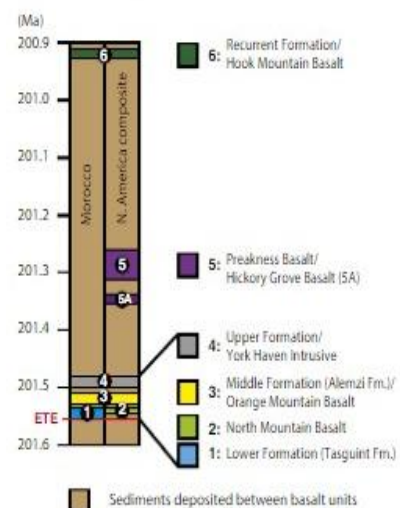 (Ma)
200.9
201.0
201.1
201.2
201.3
201.4
201.5
ETE
201.6
Morocco
N. America composite
6
5
5A
4
3
1
2
6: Recurrent Formation/
Hook Mountain Basalt
5: Preakness Basalt/
Hickory Grove Basalt (5A)
4: Upper Formation/
York Haven Intrusive
3: Middle Formation (Alemzi Fm.)/
Orange Mountain Basalt
2: North Mountain Basalt
1: Lower Formation (Tasguint Fm.)
Sediments deposited between basalt units